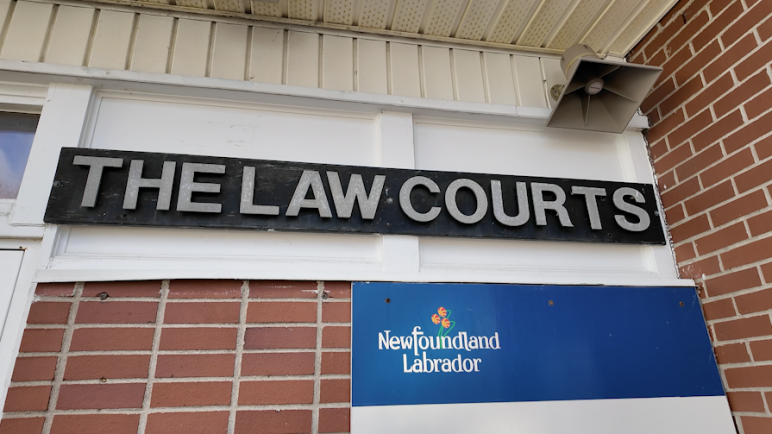 THE LAW COURTS
Newfoundland
Labrador